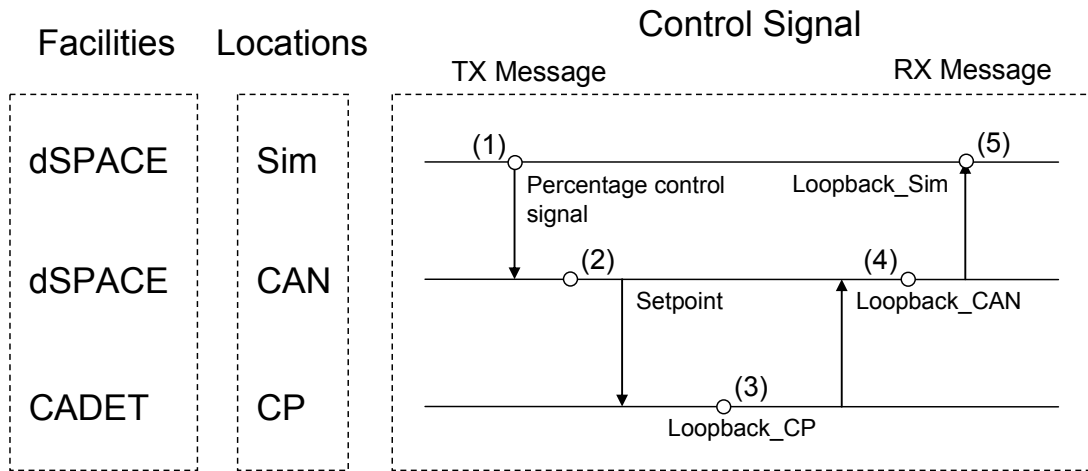 Facilities Locations Control Signal
TX Message RX Message
dSPACE Sim (1) (5)
Percentage control
signal
Loopback_Sim
dSPACE CAN (2) (4)
Setpoint Loopback_CAN
CADET CP (3)
Loopback_CP